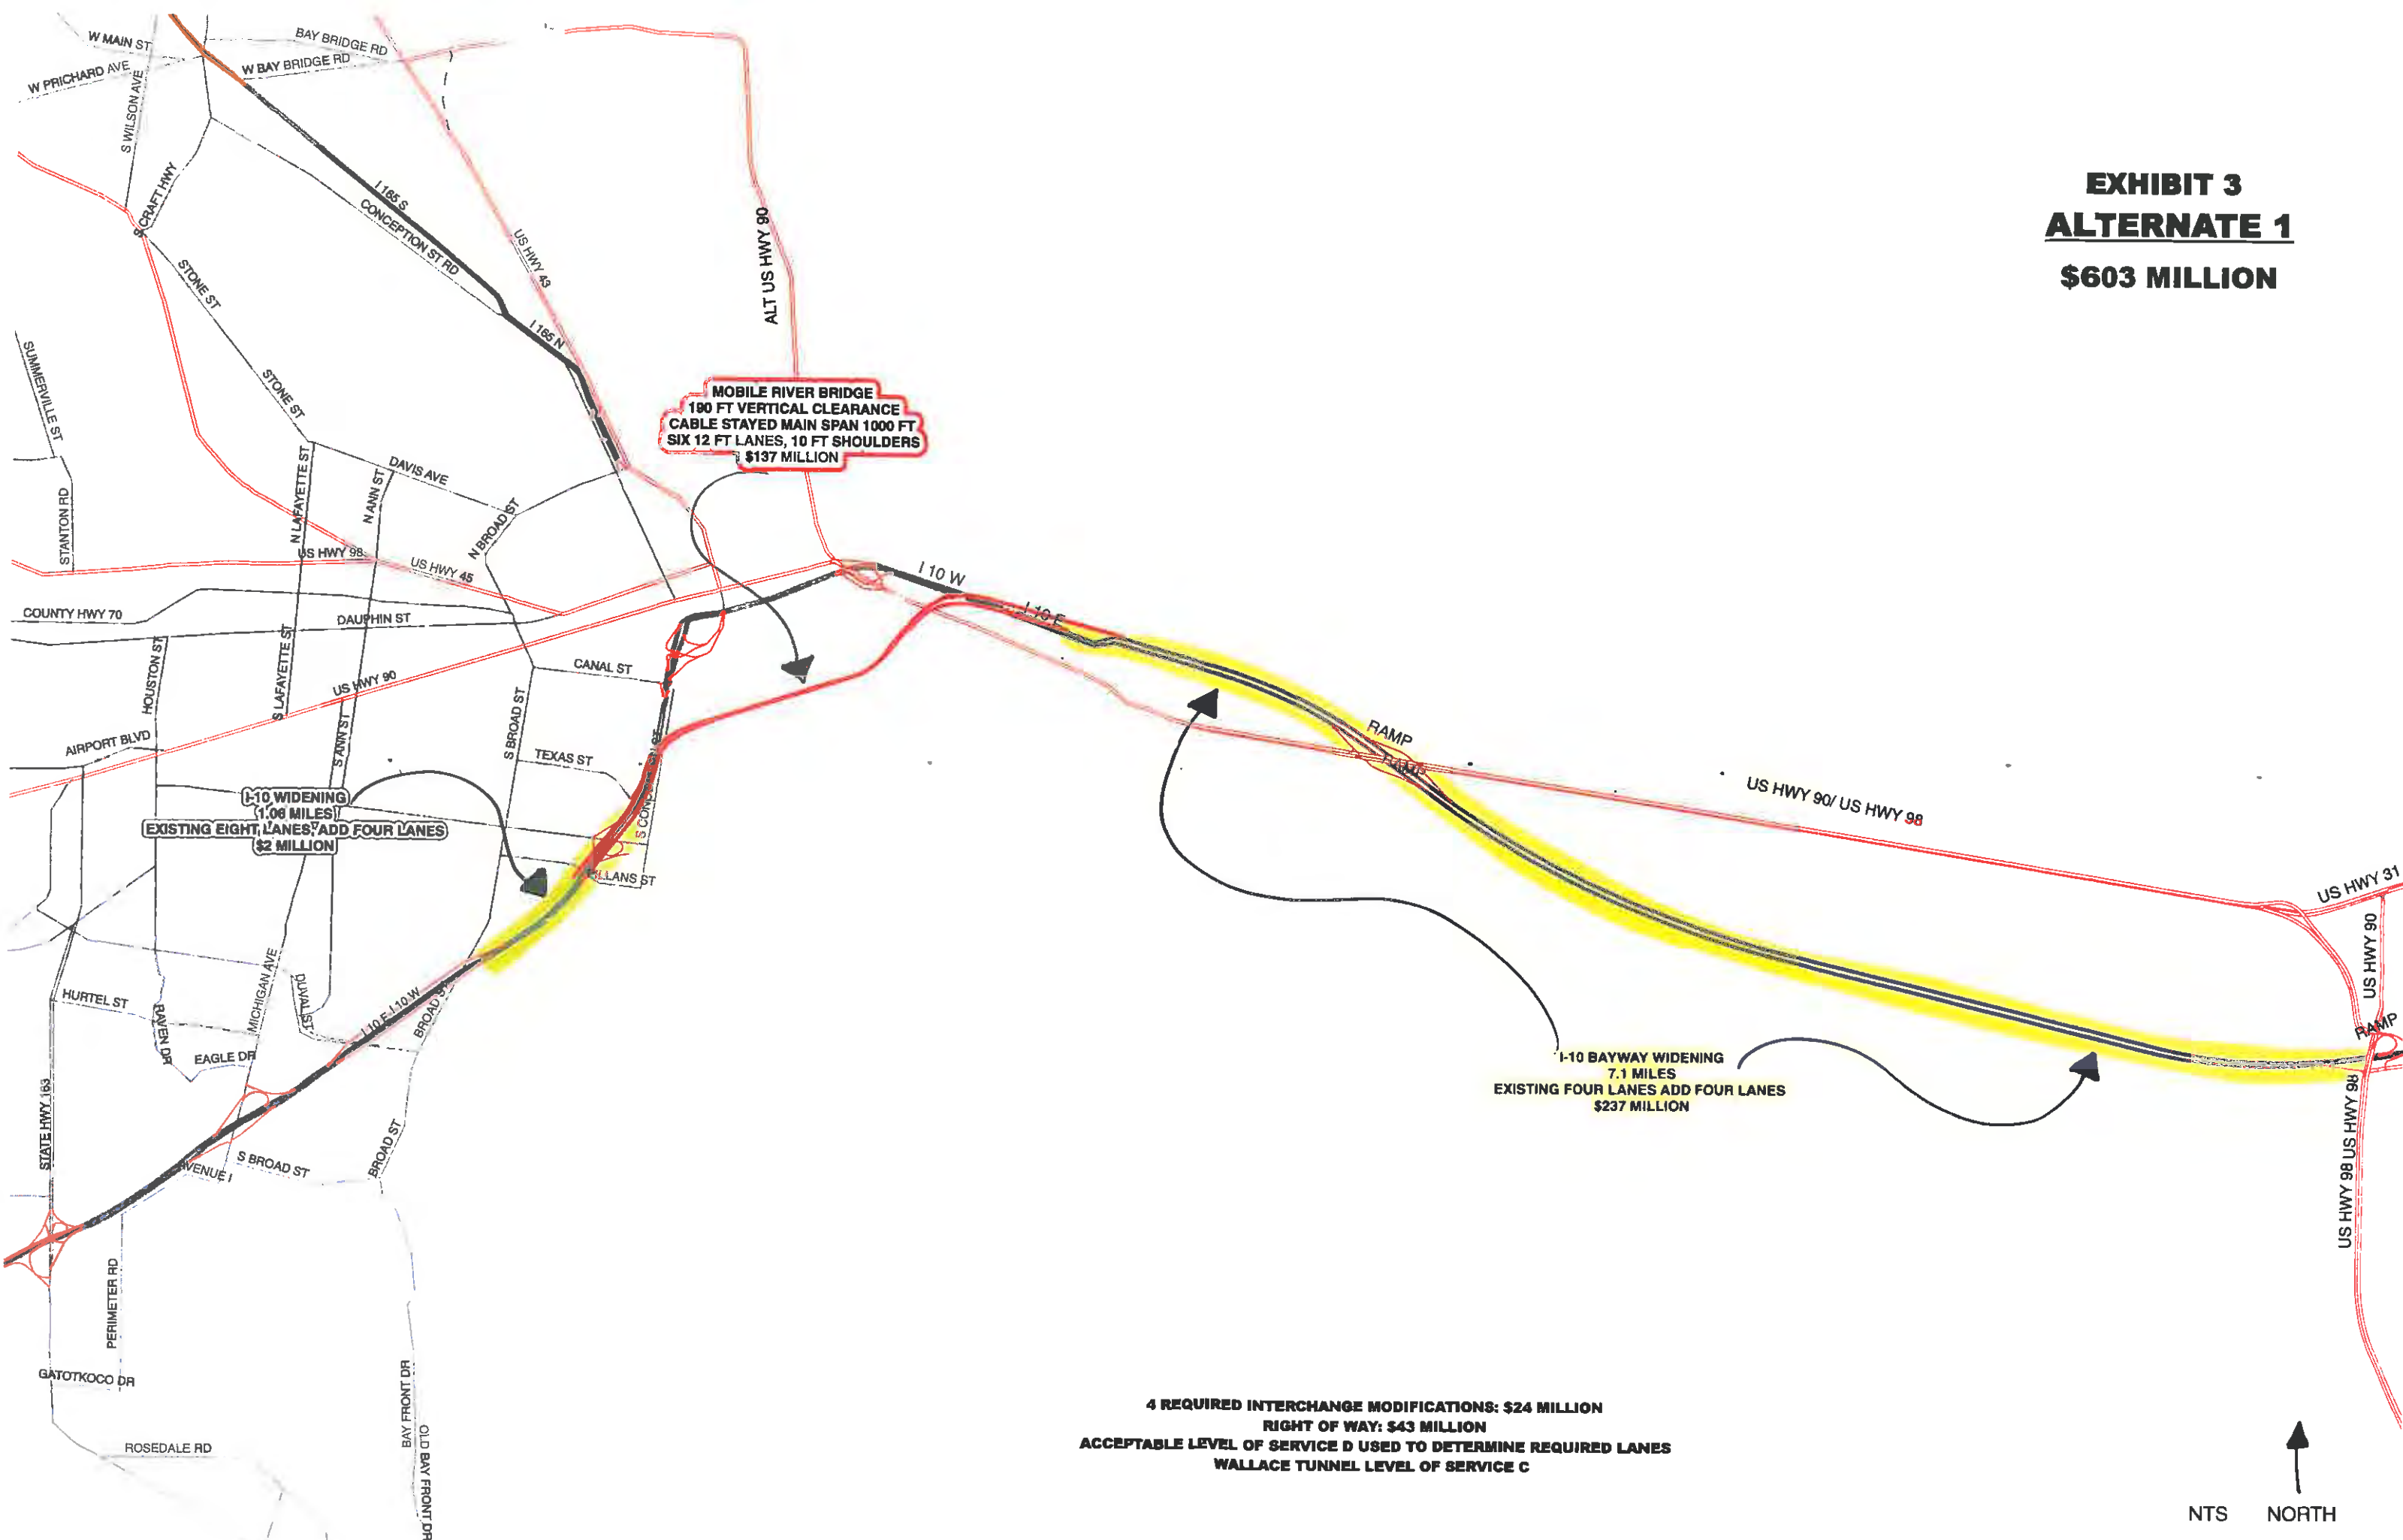 EXHIBIT 3
ALTERNATE 1
$603 MILLION
W MAIN ST
BAY BRIDGE RD
W BAY BRIDGE RD
W PRICHARD AVE
S WILSON AVE
S CRAFT HWY
I 165 S
CONCEPTION ST RD
US HWY 43
ALT US HWY 90
STONE ST
I 165 N
SUMMERVILLE ST
STONE ST
MOBILE RIVER BRIDGE
190 FT VERTICAL CLEARANCE
CABLE STAYED MAIN SPAN 1000 FT
SIX 12 FT LANES, 10 FT SHOULDERS
$137 MILLION
DAVIS AVE
N LAFAYETTE ST
N ANN ST
STANTON RD
N BROAD ST
US HWY 98
US HWY 45
I 10 W
I 10 E
COUNTY HWY 70
DAUPHIN ST
HOUSTON ST
S LAFAYETTE ST
CANAL ST
US HWY 90
S BROAD ST
S ANN ST
AIRPORT BLVD
TEXAS ST
RAMP
RAMP
US HWY 90/ US HWY 98
I-10 WIDENING
1.06 MILES
EXISTING EIGHT LANES, ADD FOUR LANES
$2 MILLION
US HWY 31
US HWY 90
RAMP
HURTEL ST
RAVEN DR
MICHIGAN AVE
DUVAL ST
I 10 E I 10 W
BROAD ST
EAGLE DR
I-10 BAYWAY WIDENING
7.1 MILES
EXISTING FOUR LANES ADD FOUR LANES
$237 MILLION
US HWY 98 US HWY 98
STATE HWY 163
AVENUE I
S BROAD ST
BROAD ST
PERIMETER RD
GATOTKOCO DR
BAY FRONT DR
OLD BAY FRONT DR
ROSEDALE RD
4 REQUIRED INTERCHANGE MODIFICATIONS: $24 MILLION
RIGHT OF WAY: $43 MILLION
ACCEPTABLE LEVEL OF SERVICE D USED TO DETERMINE REQUIRED LANES
WALLACE TUNNEL LEVEL OF SERVICE C
NTS NORTH